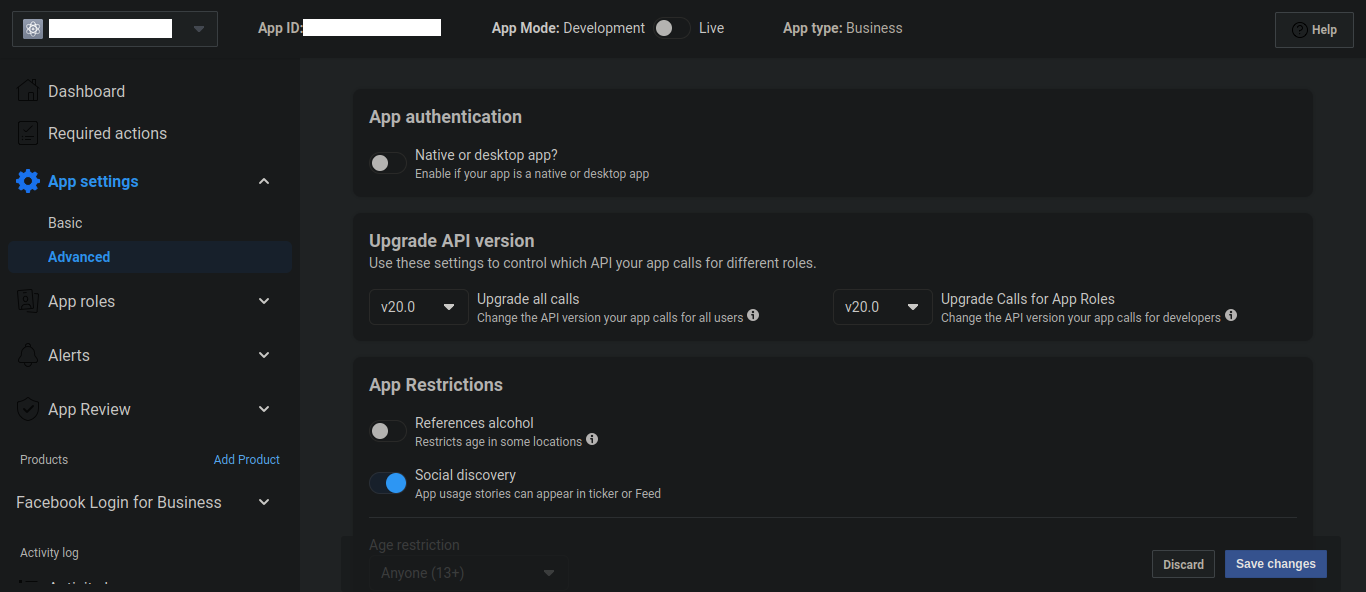 App ID:
App Mode: Development
Live
App type: Business
Help
Dashboard
Required actions
App settings
Basic
Advanced
App roles
Alerts
App Review
Products
Add Product
Facebook Login for Business
Activity log
App authentication
Native or desktop app?
Enable if your app is a native or desktop app
Upgrade API version
Use these settings to control which API your app calls for different roles.
v20.0
Upgrade all calls
Change the API version your app calls for all users
v20.0
Upgrade Calls for App Roles
Change the API version your app calls for developers
App Restrictions
References alcohol
Restricts age in some locations
Social discovery
App usage stories can appear in ticker or Feed
Age restriction
Anyone (13+)
Discard
Save changes